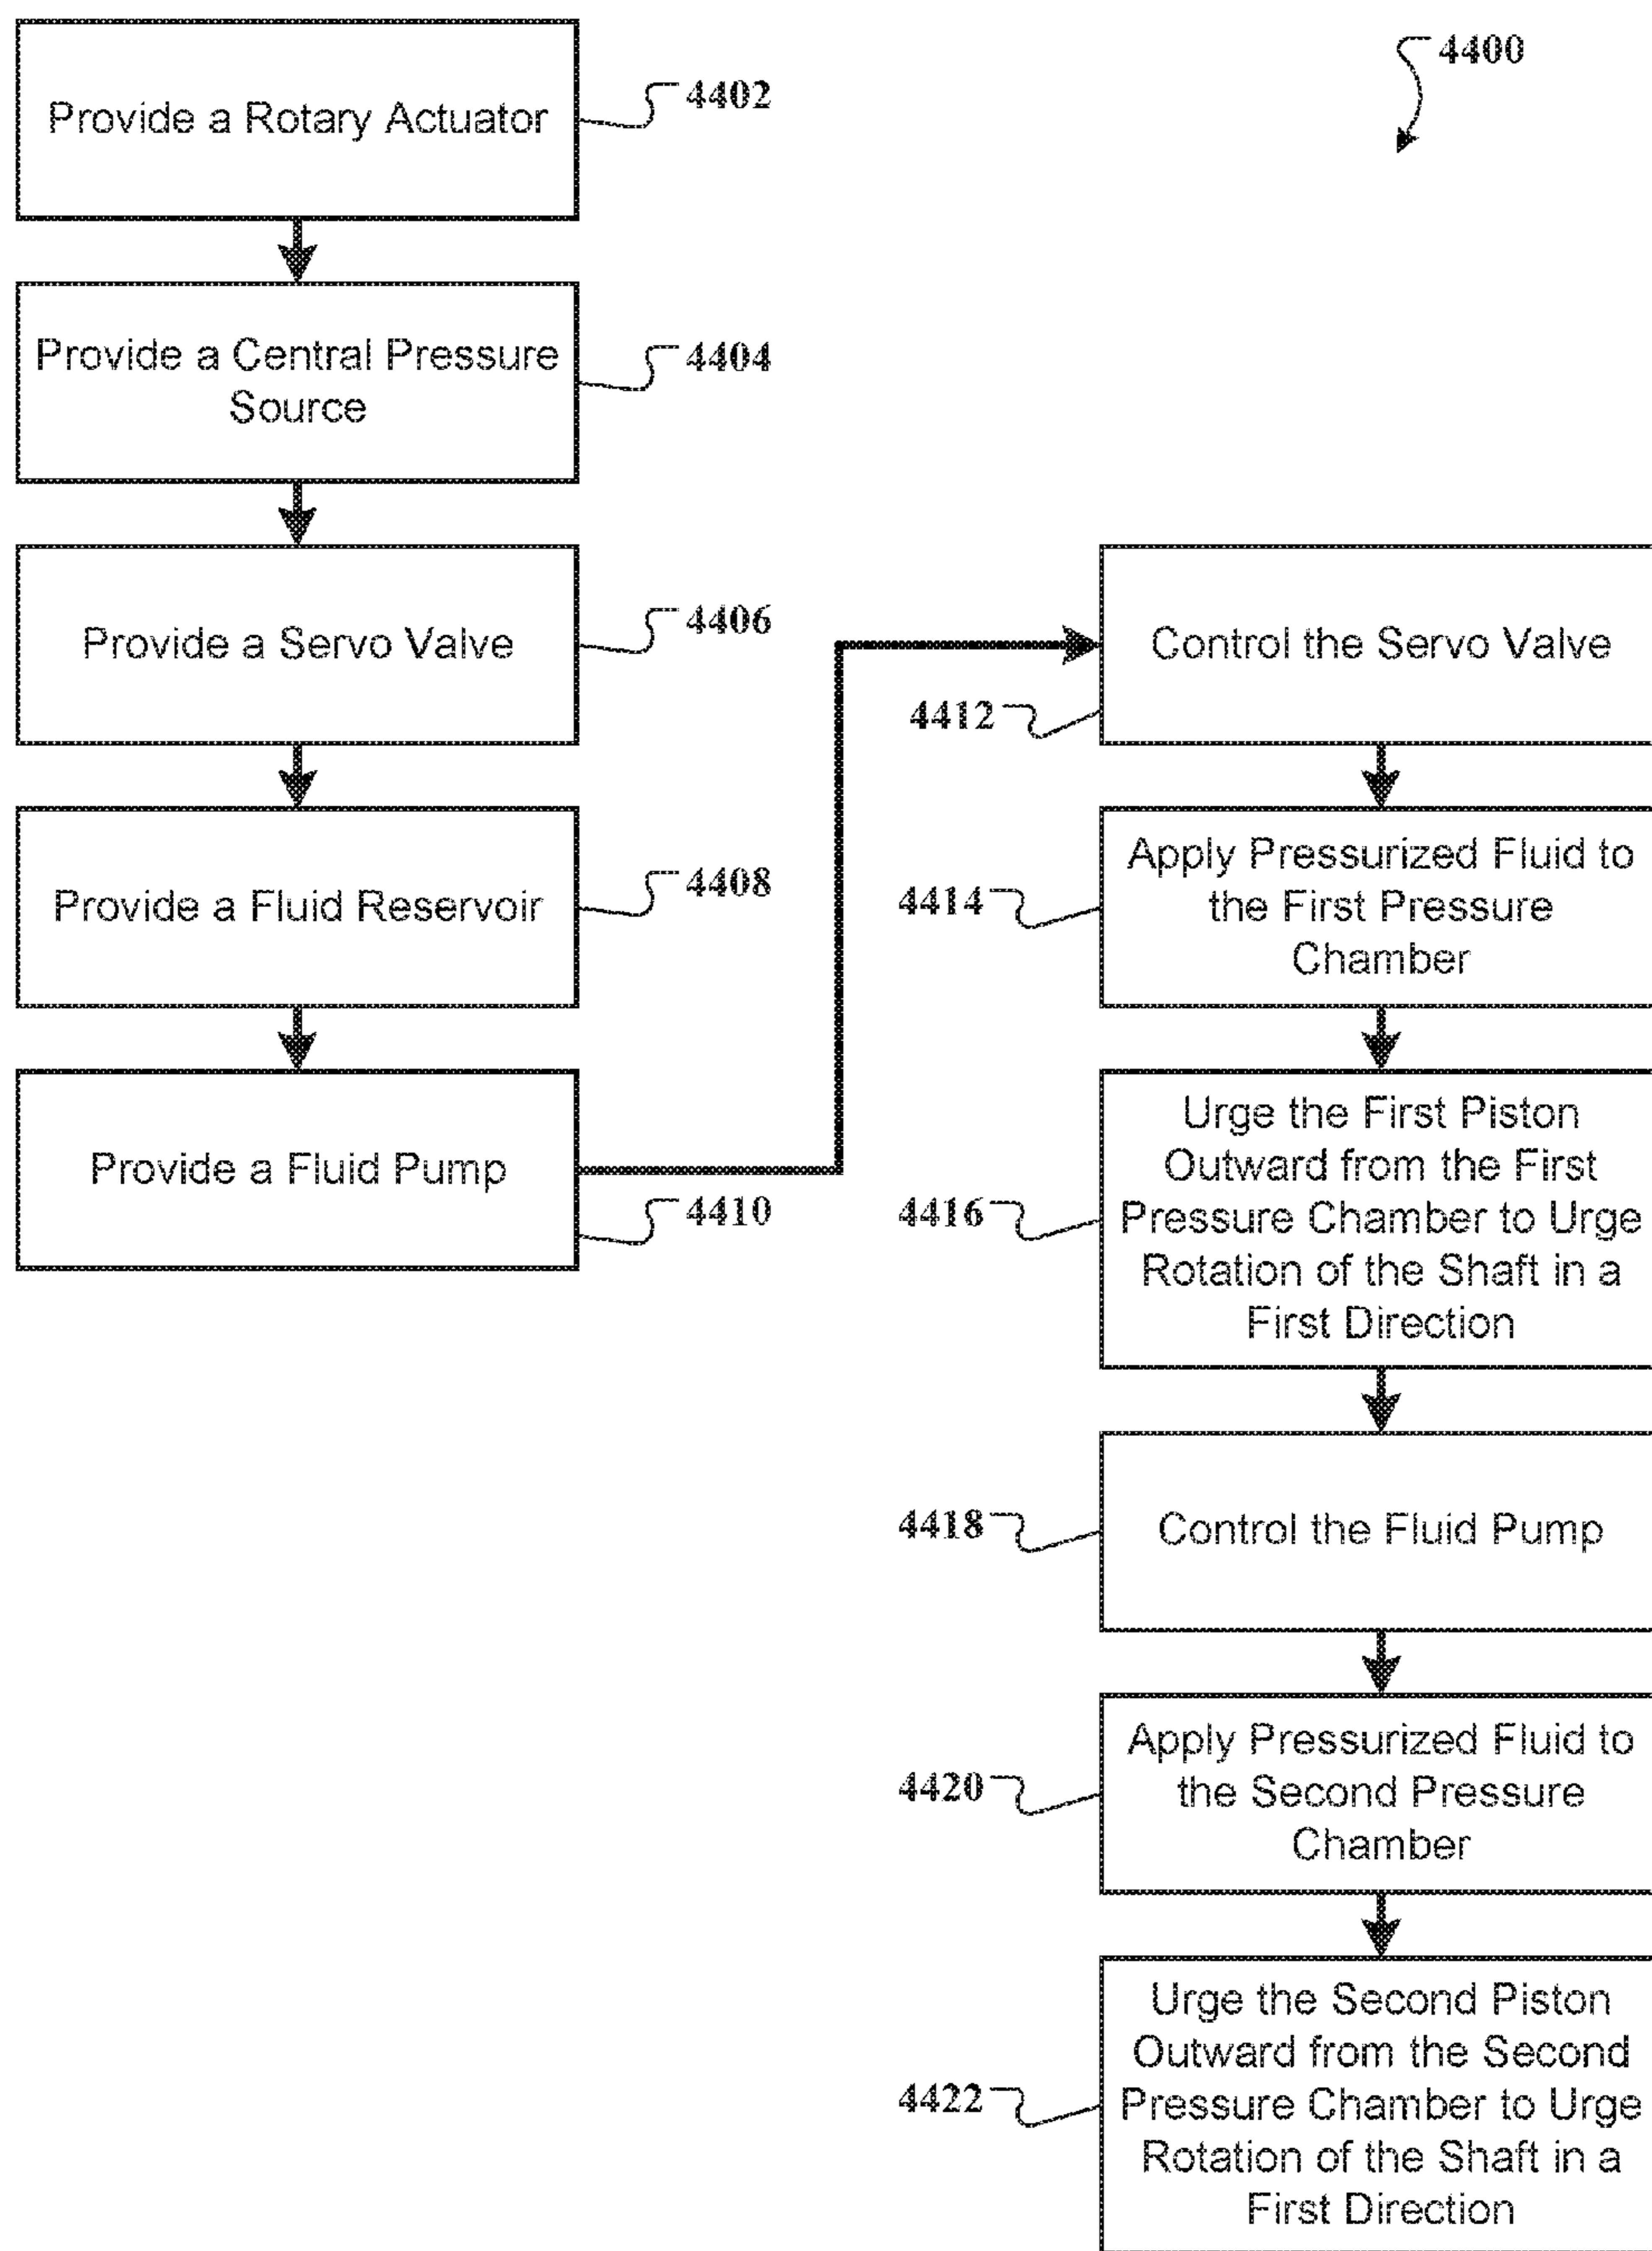 4400
Provide a Rotary Actuator
4402
Provide a Central Pressure
Source
4404
Provide a Servo Valve
4406
Provide a Fluid Reservoir
4408
Provide a Fluid Pump
4410
Control the Servo Valve
4412
Apply Pressurized Fluid to
the First Pressure
Chamber
4414
Urge the First Piston
Outward from the First
Pressure Chamber to Urge
Rotation of the Shaft in a
First Direction
4416
Control the Fluid Pump
4418
Apply Pressurized Fluid to
the Second Pressure
Chamber
4420
Urge the Second Piston
Outward from the Second
Pressure Chamber to Urge
Rotation of the Shaft in a
First Direction
4422